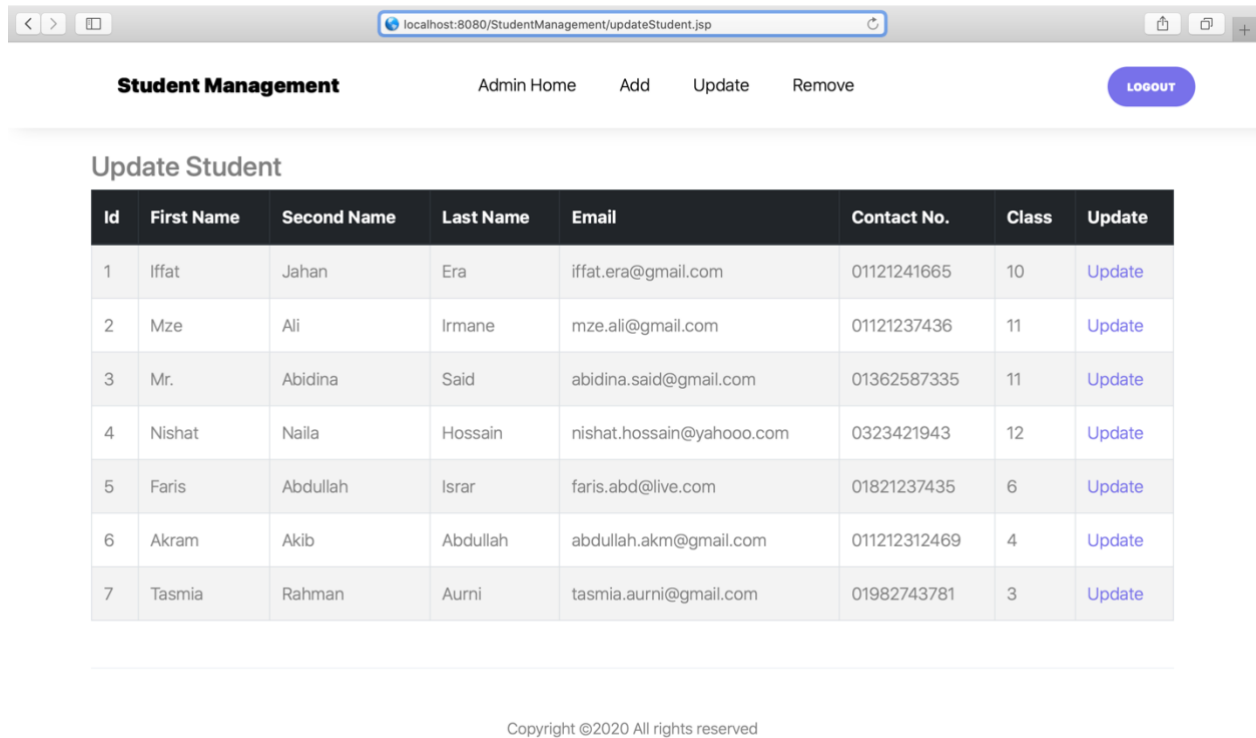 localhost:8080/StudentManagement/updateStudent.jsp
Student Management Admin Home Add Update Remove LOGOUT
Update Student
Id First Name Second Name Last Name Email Contact No. Class Update
1 Iffat Jahan Era iffat.era@gmail.com 01121241665 10 Update
2 Mze Ali Irmane mze.ali@gmail.com 01121237436 11 Update
3 Mr. Abidina Said abidina.said@gmail.com 01362587335 11 Update
4 Nishat Naila Hossain nishat.hossain@yahooo.com 0323421943 12 Update
5 Faris Abdullah Israr faris.abd@live.com 01821237435 6 Update
6 Akram Akib Abdullah abdullah.akm@gmail.com 011212312469 4 Update
7 Tasmia Rahman Aurni tasmia.aurni@gmail.com 01982743781 3 Update
Copyright ©2020 All rights reserved